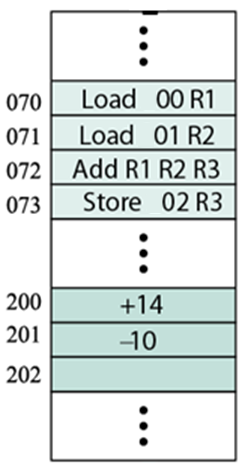 070 Load 00 R1
071 Load 01 R2
072 Add R1 R2 R3
073 Store 02 R3
200 +14
201 –10
202